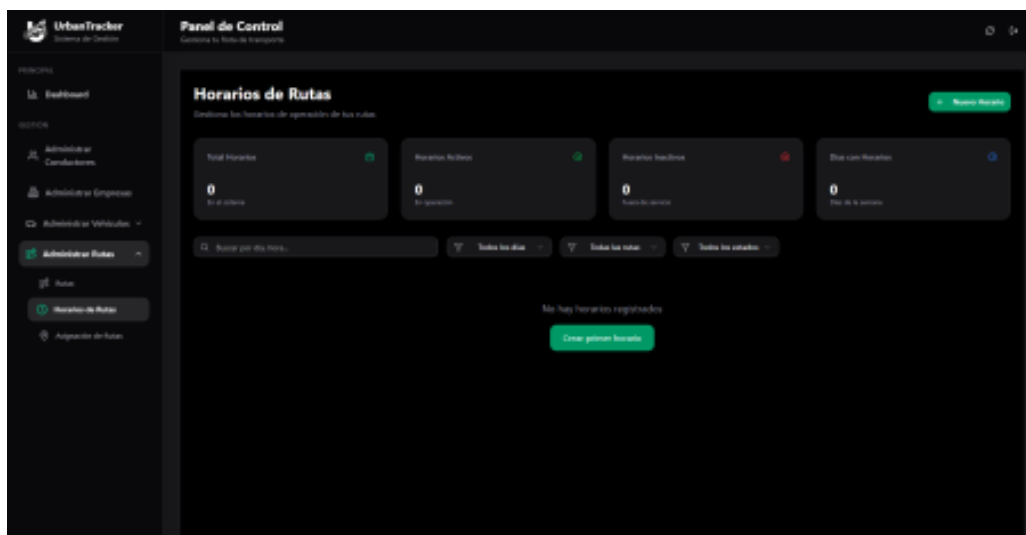 UrbanTracker
Sistema de Gestión
Panel de Control
Gestiona tu flota de transporte
PRINCIPAL
Dashboard
GESTIÓN
Administrar
Conductores
Administrar Empresas
Administrar Vehículos
Administrar Rutas
Rutas
Horarios de Rutas
Asignación de Rutas
Horarios de Rutas
Gestiona los horarios de operación de tus rutas
+ Nuevo Horario
Total Horarios
0
En el sistema
Horarios Activos
0
En operación
Horarios Inactivos
0
Fuera de servicio
Días con Horarios
0
Días de la semana
Buscar por día, hora...
Todos los días
Todas las rutas
Todos los estados
No hay horarios registrados
Crear primer horario